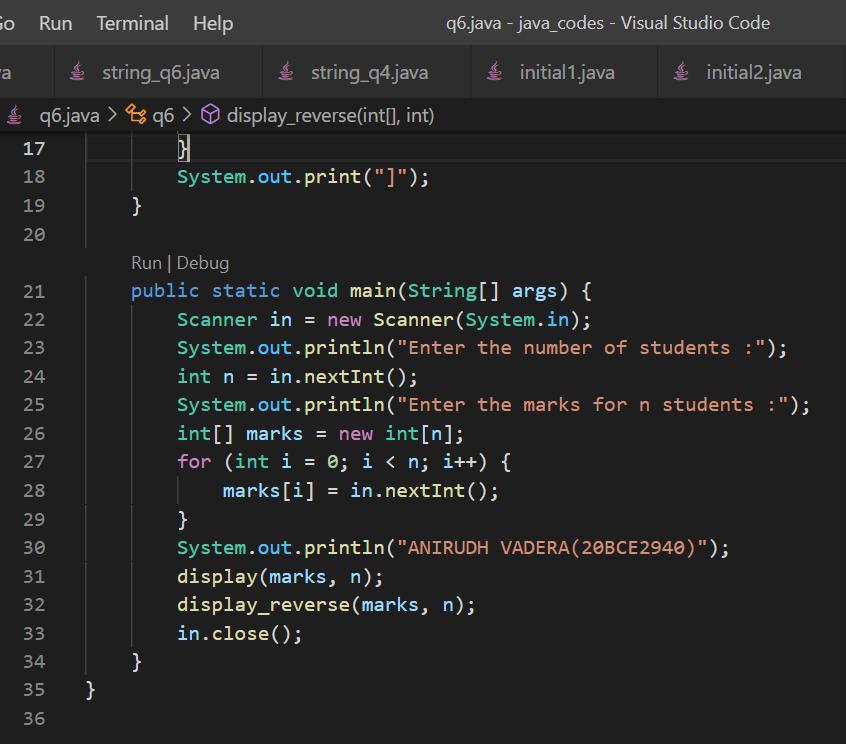 Run Terminal Help q6.java - java_codes - Visual Studio Code
string_q6.java string_q4.java initial1.java initial2.java
q6.java > q6 > display_reverse(int[], int)
17 }
18 System.out.print("]");
19 }
20
Run | Debug
21 public static void main(String[] args) {
22 Scanner in = new Scanner(System.in);
23 System.out.println("Enter the number of students :");
24 int n = in.nextInt();
25 System.out.println("Enter the marks for n students :");
26 int[] marks = new int[n];
27 for (int i = 0; i < n; i++) {
28 marks[i] = in.nextInt();
29 }
30 System.out.println("ANIRUDH VADERA(20BCE2940)");
31 display(marks, n);
32 display_reverse(marks, n);
33 in.close();
34 }
35 }
36